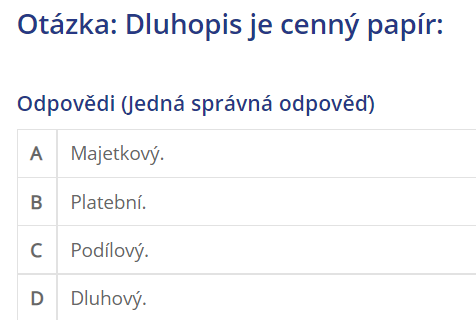 Otázka: Dluhopis je cenný papír:
Odpovědi (Jedná správná odpověď)
A Majetkový.
B Platební.
C Podílový.
D Dluhový.